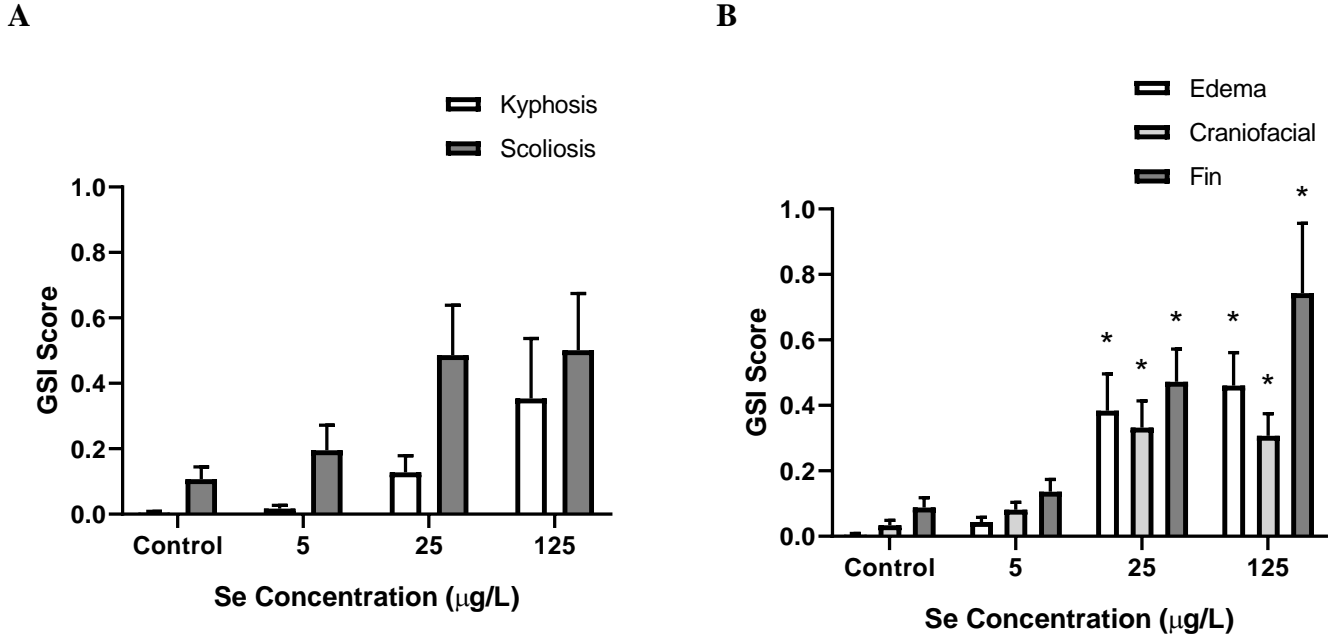 A
Kyphosis
Scoliosis
1.0
0.8
0.6
0.4
0.2
0.0
GSI Score
Control 5 25 125
Se Concentration (μg/L)
B
Edema
Craniofacial
Fin
1.0
0.8
0.6
0.4
0.2
0.0
GSI Score
* * * * * *
Control 5 25 125
Se Concentration (μg/L)